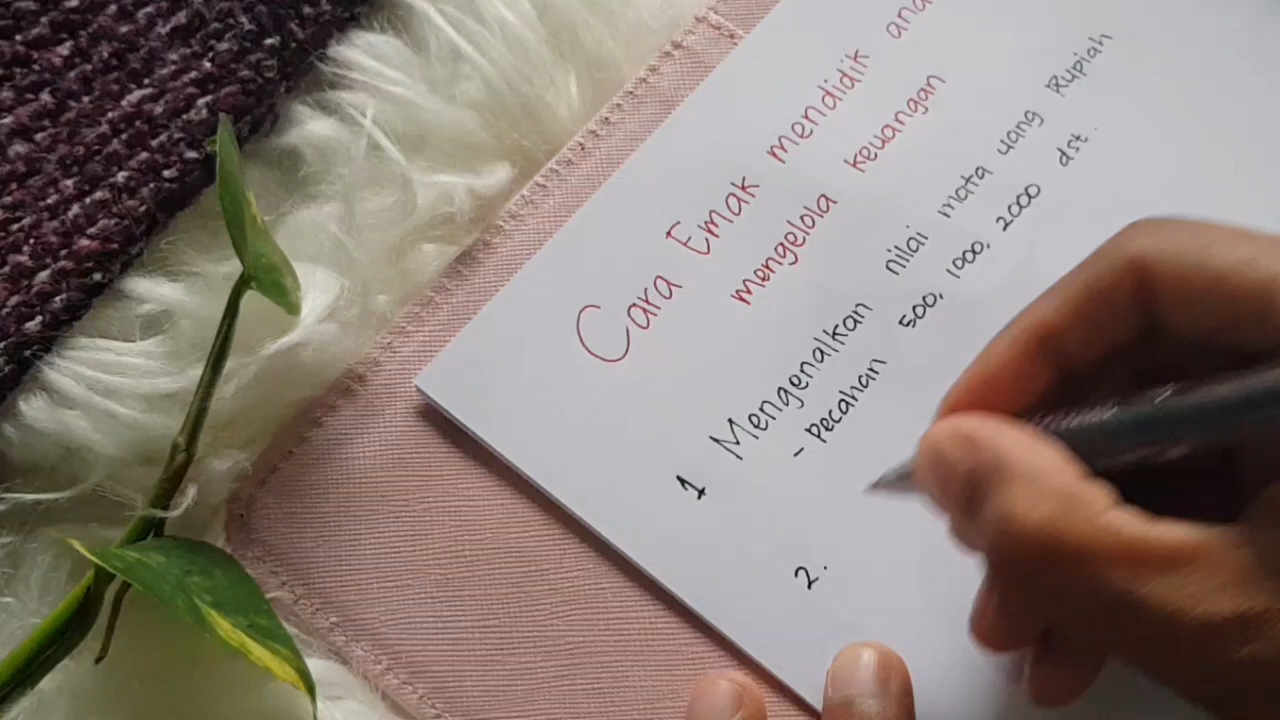 Cara Emak mendidik
mengelola keuangan
1 Mengenalkan nilai mata uang Rupiah
- Pecahan 500, 1000, 2000 dst.
2.